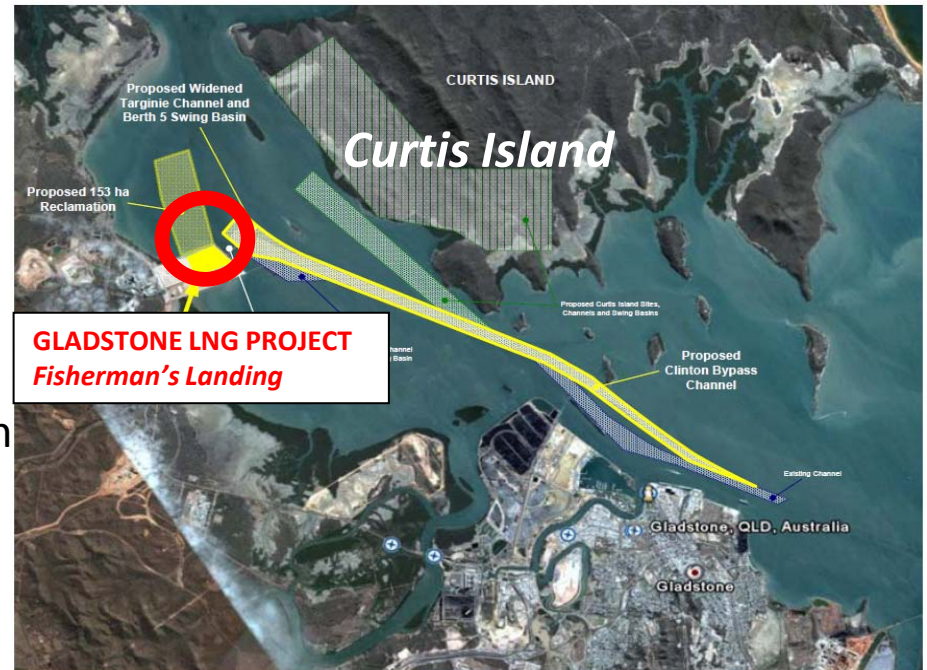 CURTIS ISLAND
Proposed Widened
Targinie Channel and
Berth 5 Swing Basin
Curtis Island
Proposed 153 ha
Reclamation
Proposed Curtis Island Sites,
Channels and Swing Basins
GLADSTONE LNG PROJECT
Fisherman's Landing
Basin
Proposed
Clinton Bypass
Channel
Existing Channel
Gladstone, QLD, Australia
Gladstone